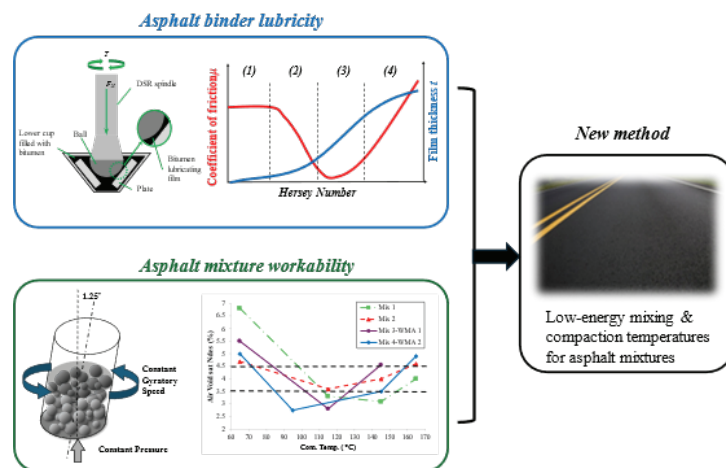 Asphalt binder lubricity
T
F_N
DSR spindle
Lower cup
filled with
bitumen
Ball
Bitumen
lubricating
film
Plate
Coefficient of frictionμ
(1)
(2)
(3)
(4)
Film thickness t
Hersey Number
New method
Low-energy mixing &
compaction temperatures
for asphalt mixtures
Asphalt mixture workability
1.25°
Constant
Gyratory
Speed
Constant Pressure
Air Voids at Ndes (%)
7
6.5
6
5.5
5
4.5
4
3.5
3
2.5
2
60 70 80 90 100 110 120 130 140 150 160 170
Com. Temp. (°C)
Mix 1
Mix 2
Mix 3-WMA 1
Mix 4-WMA 2